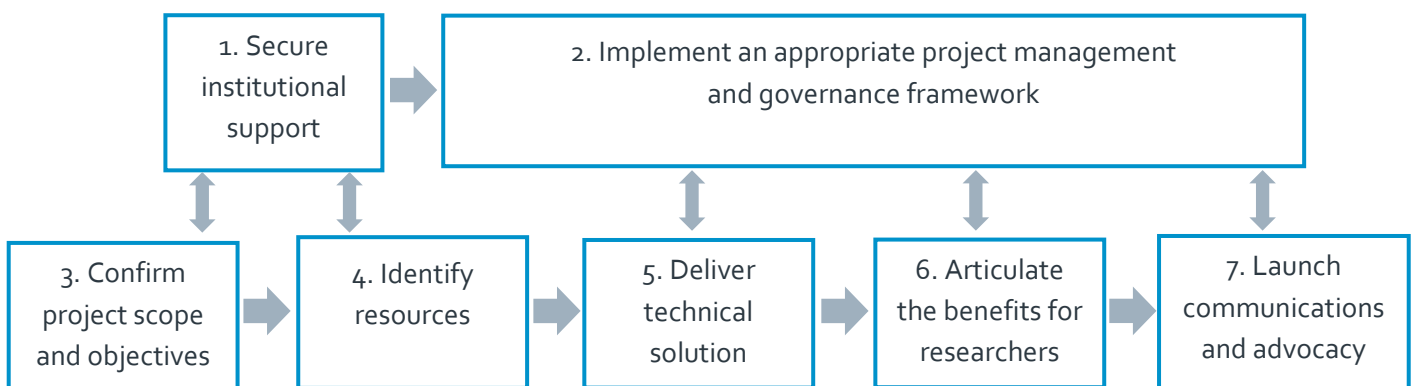 1. Secure
institutional
support
2. Implement an appropriate project management
and governance framework
3. Confirm
project scope
and objectives
4. Identify
resources
5. Deliver
technical
solution
6. Articulate
the benefits for
researchers
7. Launch
communications
and advocacy